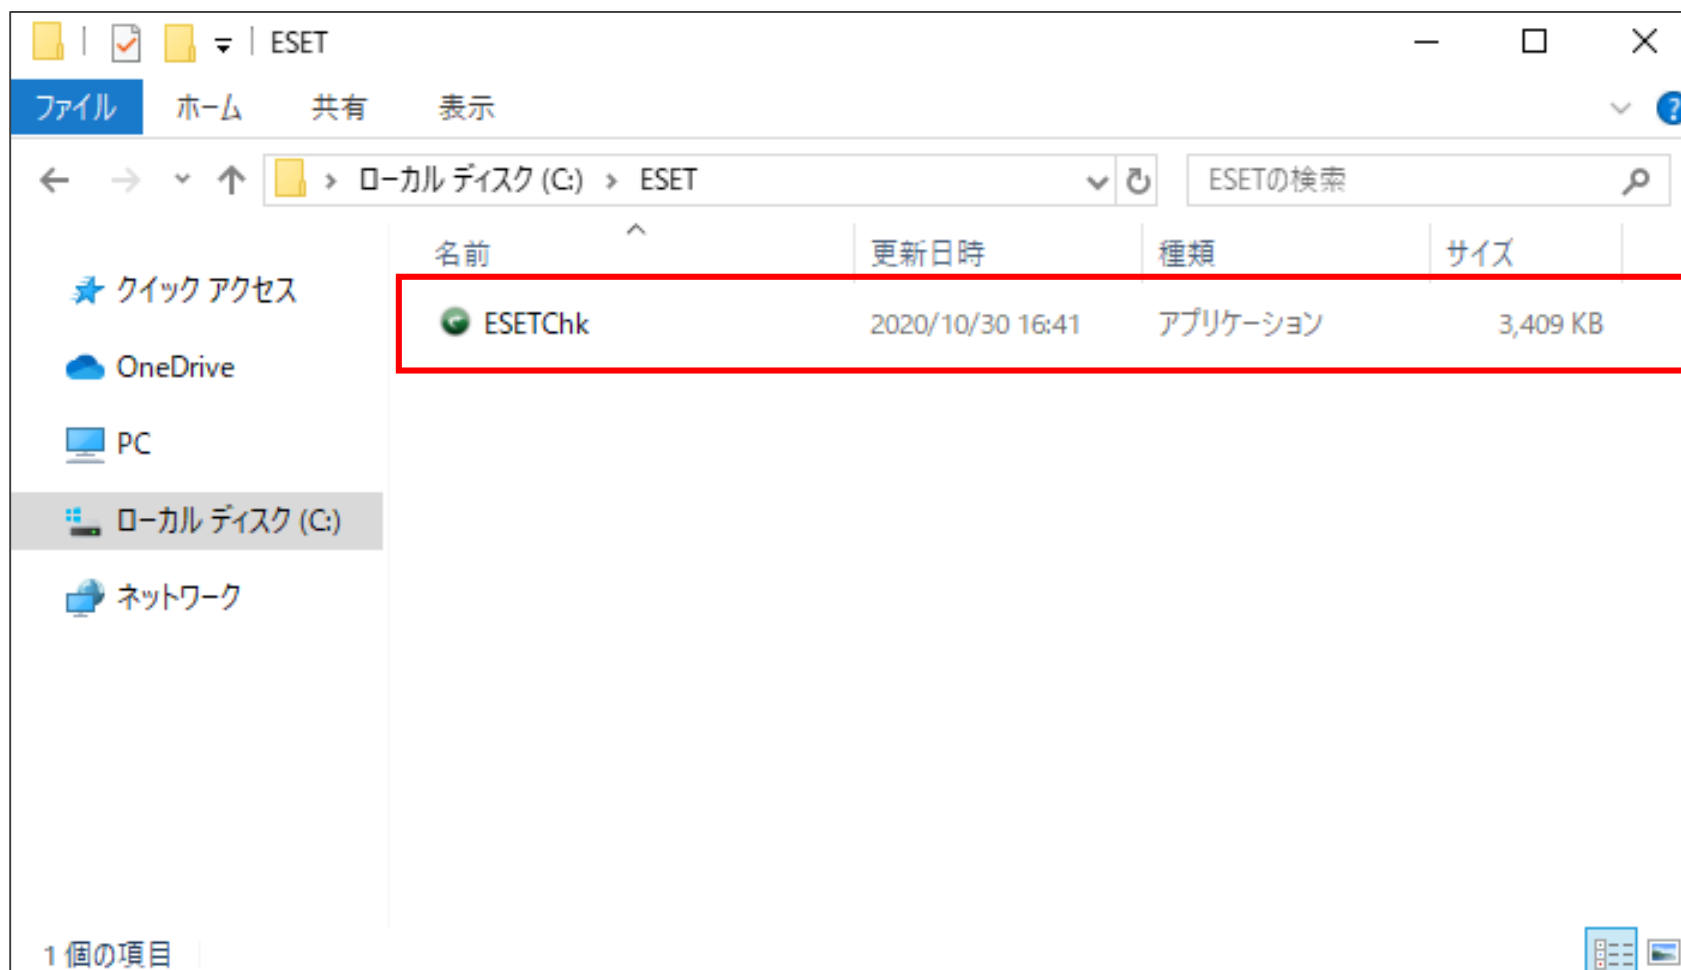 ESET
ファイル ホーム 共有 表示 ?
ローカル ディスク (C:) ESET ESETの検索
名前 更新日時 種類 サイズ
クイック アクセス
ESETChk 2020/10/30 16:41 アプリケーション 3,409 KB
OneDrive
PC
ローカル ディスク (C:)
ネットワーク
1 個の項目